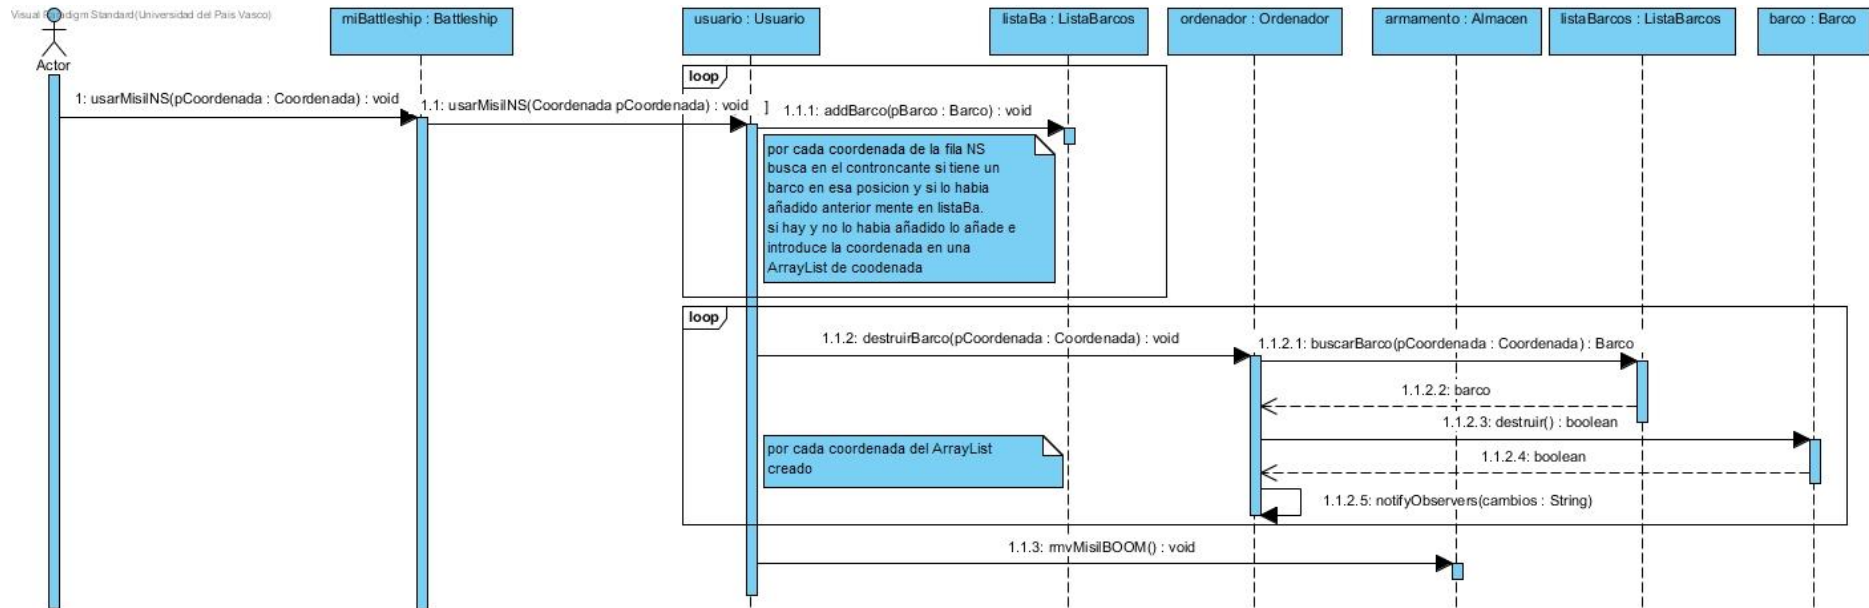 Visual Paradigm Standard(Universidad del Pais Vasco)
miBattleship : Battleship
usuario : Usuario
listaBa : ListaBarcos
ordenador : Ordenador
armamento : Almacen
listaBarcos : ListaBarcos
barco : Barco
Actor
loop
1: usarMisilNS(pCoordenada : Coordenada) : void
1.1: usarMisilNS(Coordenada pCoordenada) : void
]
1.1.1: addBarco(pBarco : Barco) : void
por cada coordenada de la fila NS
busca en el controncante si tiene un
barco en esa posicion y si lo habia
añadido anterior mente en listaBa.
si hay y no lo habia añadido lo añade e
introduce la coordenada en una
ArrayList de coodenada
loop
1.1.2: destruirBarco(pCoordenada : Coordenada) : void
1.1.2.1: buscarBarco(pCoordenada : Coordenada) : Barco
1.1.2.2: barco
1.1.2.3: destruir() : boolean
por cada coordenada del ArrayList
creado
1.1.2.4: boolean
1.1.2.5: notifyObservers(cambios : String)
1.1.3: rmvMisilBOOM() : void